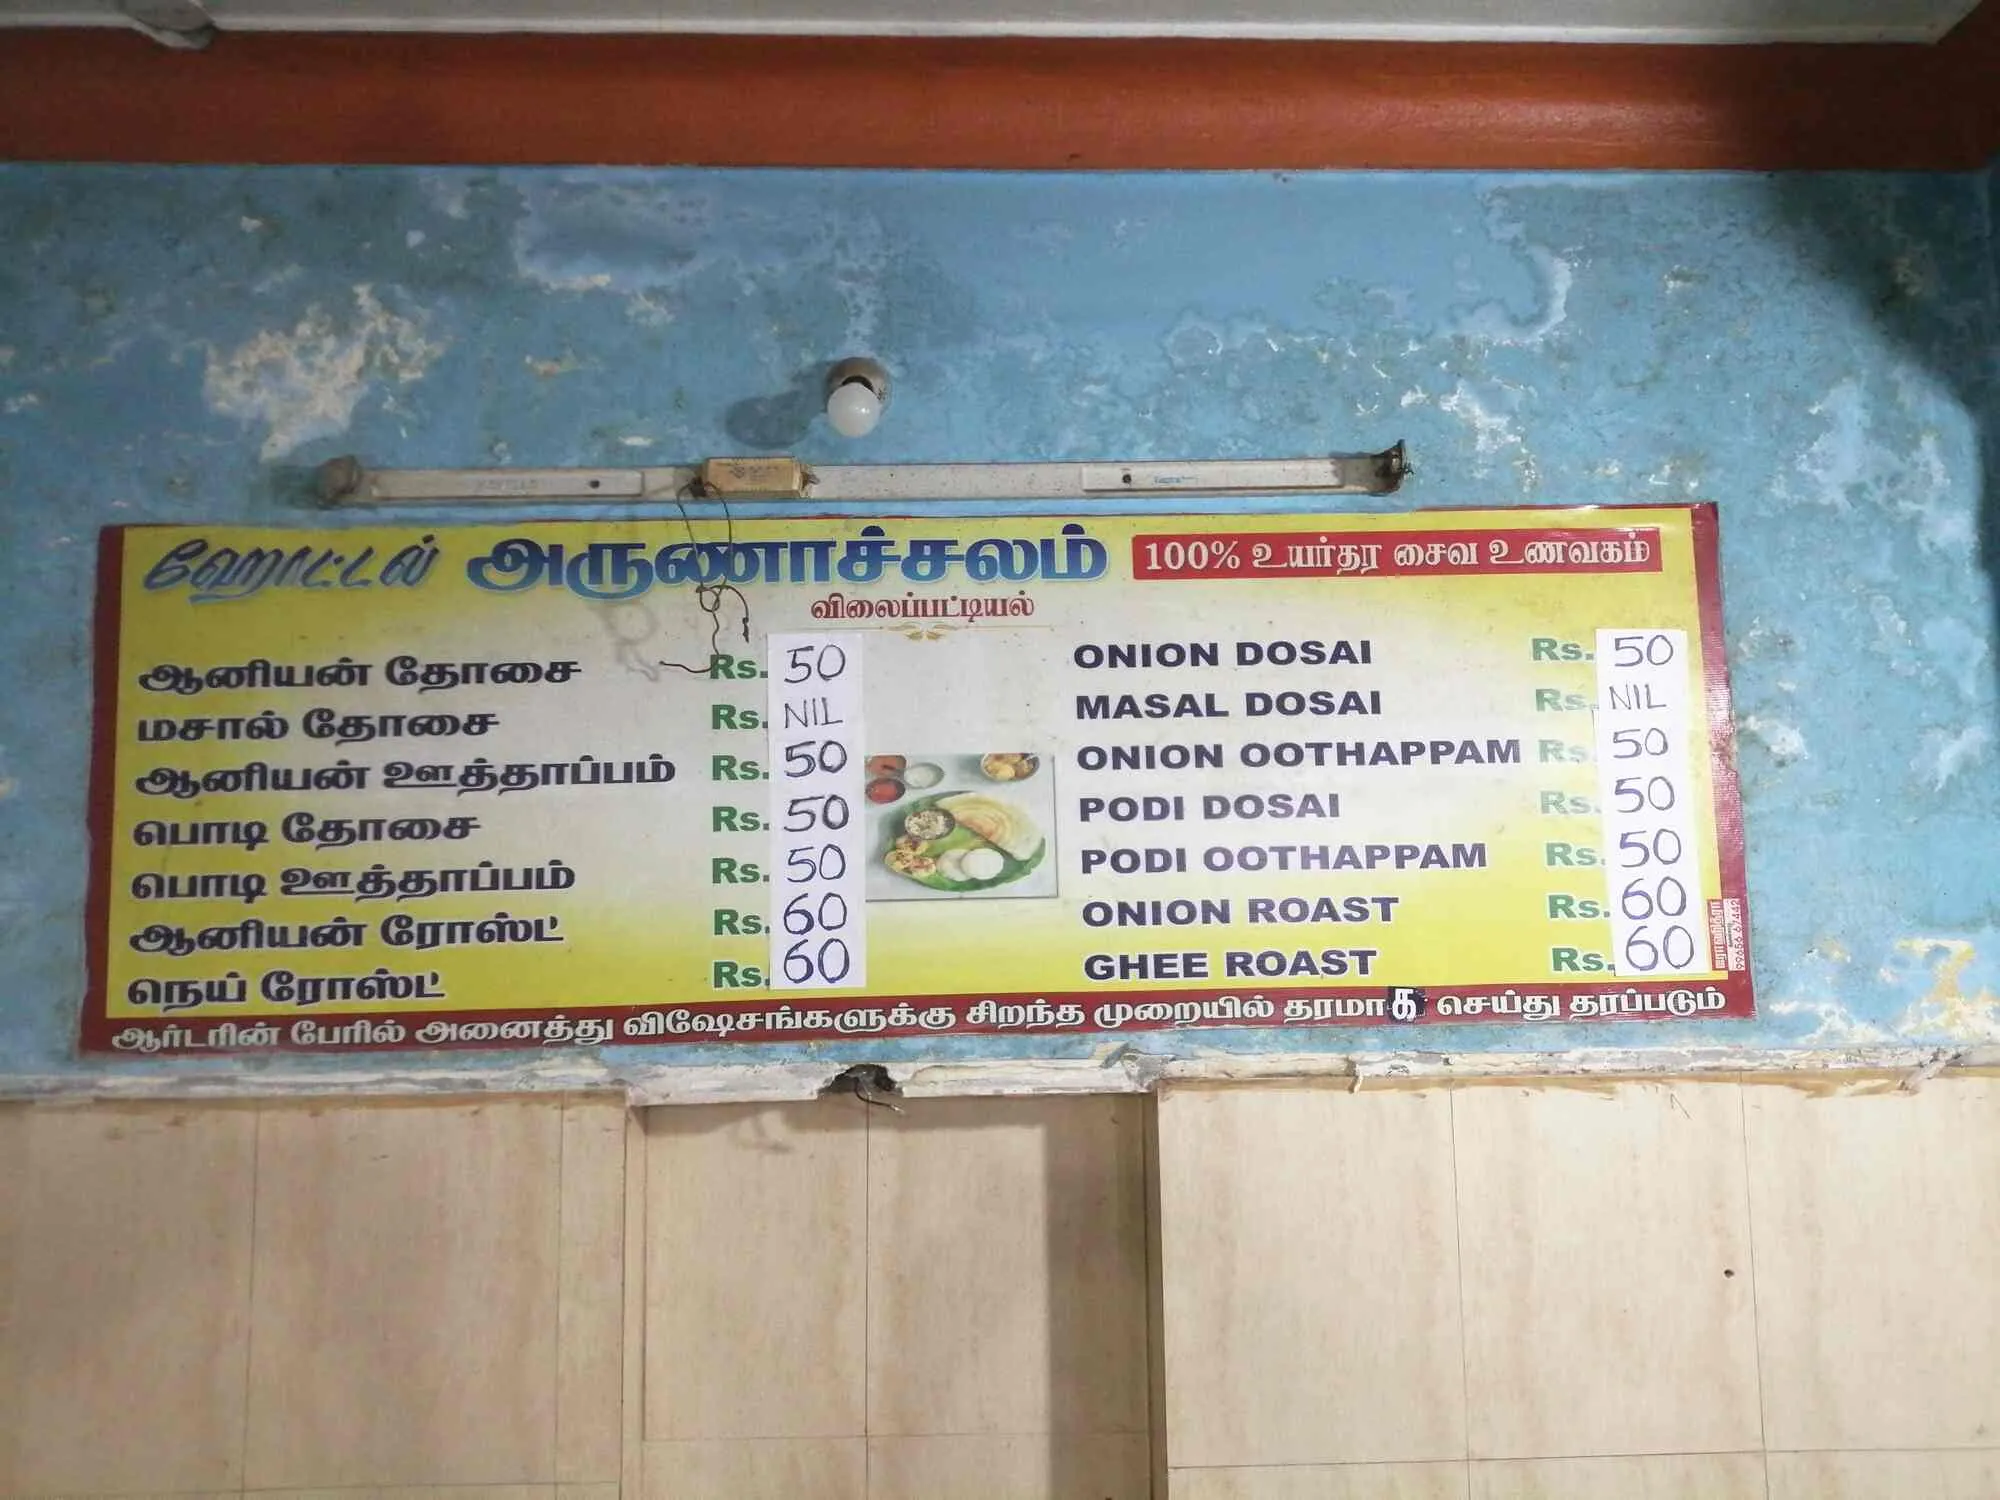 ஹோட்டல் அருணாச்சலம் 100% உயர்தர சைவ உணவகம்
விலைப்பட்டியல்
ஆனியன் தோசை Rs. 50
மசால் தோசை Rs. NIL
ஆனியன் ஊத்தாப்பம் Rs. 50
பொடி தோசை Rs. 50
பொடி ஊத்தாப்பம் Rs. 50
ஆனியன் ரோஸ்ட் Rs. 60
நெய் ரோஸ்ட் Rs. 60
ONION DOSAI Rs. 50
MASAL DOSAI Rs. NIL
ONION OOTHAPPAM Rs. 50
PODI DOSAI Rs. 50
PODI OOTHAPPAM Rs. 50
ONION ROAST Rs. 60
GHEE ROAST Rs. 60
ஆர்டரின் பேரில் அனைத்து விஷேசங்களுக்கு சிறந்த முறையில் தரமாக செய்து தரப்படும்
99656 67449